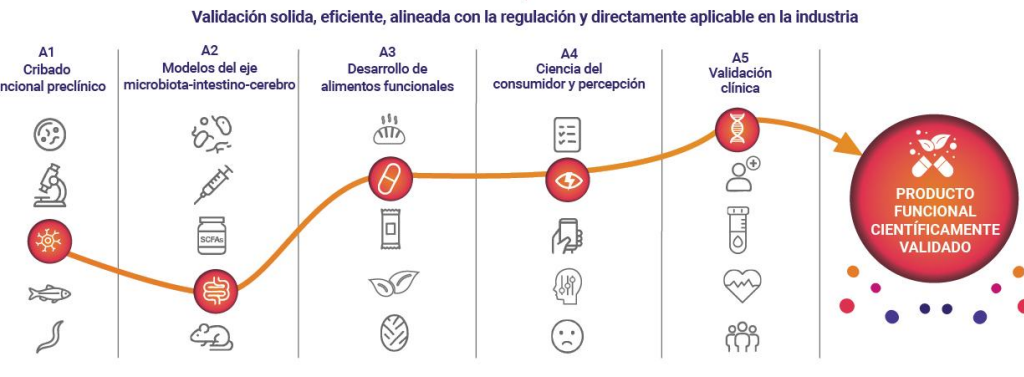 Validación solida, eficiente, alineada con la regulación y directamente aplicable en la industria
A1
Cribado
ncional preclínico
A2
Modelos del eje
microbiota-intestino-cerebro
A3
Desarrollo de
alimentos funcionales
A4
Ciencia del
consumidor y percepción
A5
Validación
clínica
SCFAs
PRODUCTO
FUNCIONAL
CIENTÍFICAMENTE
VALIDADO